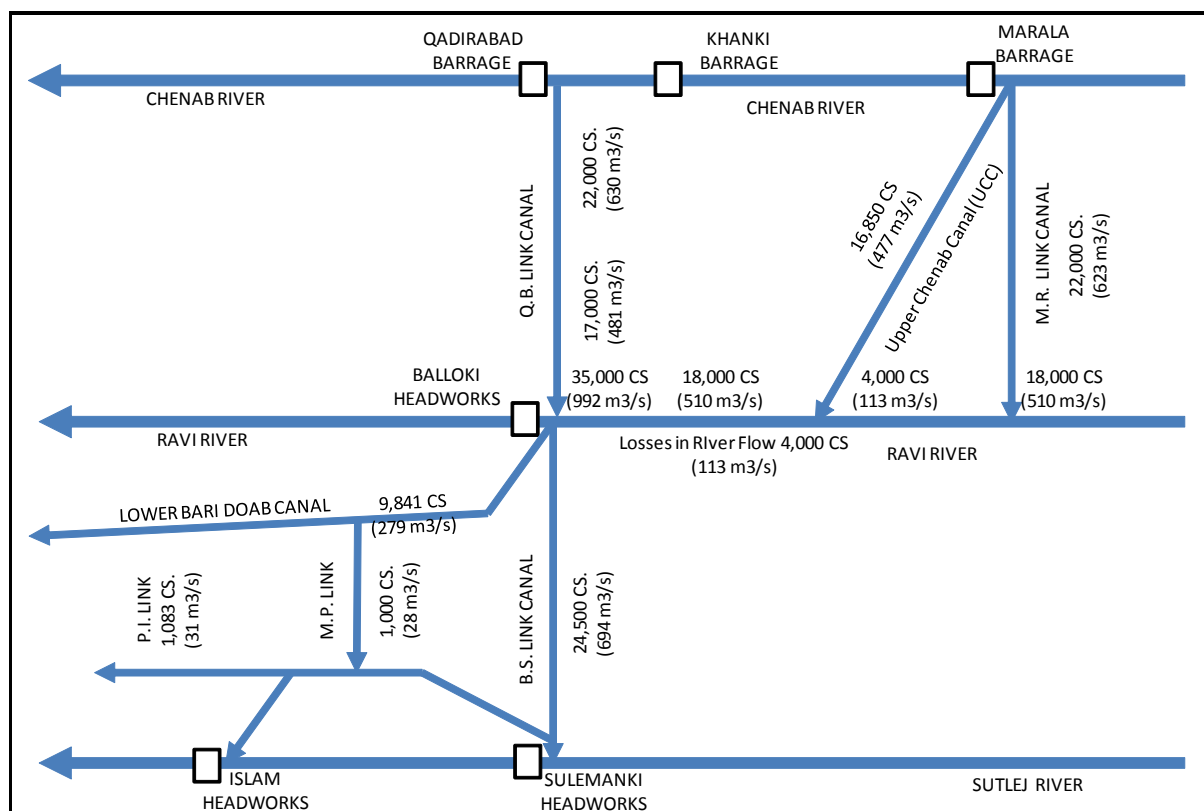 QADIRABAD
BARRAGE
KHANKI
BARRAGE
MARALA
BARRAGE
CHENAB RIVER
CHENAB RIVER
Q.B. LINK CANAL
22,000 CS.
(630 m3/s)
17,000 CS.
(481 m3/s)
16,850 CS
(477 m3/s)
Upper Chenab Canal (UCC)
M.R. LINK CANAL
22,000 CS.
(623 m3/s)
BALLOKI
HEADWORKS
35,000 CS
(992 m3/s)
18,000 CS
(510 m3/s)
4,000 CS
(113 m3/s)
18,000 CS
(510 m3/s)
RAVI RIVER
Losses in RIver Flow 4,000 CS
(113 m3/s)
RAVI RIVER
LOWER BARI DOAB CANAL
9,841 CS
(279 m3/s)
P.I. LINK
1,083 CS.
(31 m3/s)
M.P. LINK
1,000 CS.
(28 m3/s)
B.S. LINK CANAL
24,500 CS.
(694 m3/s)
ISLAM
HEADWORKS
SULEMANKI
HEADWORKS
SUTLEJ RIVER